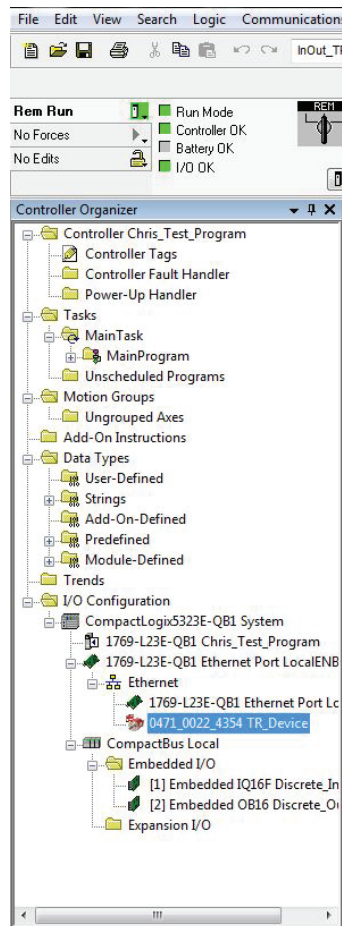 File Edit View Search Logic Communication
InOut_T
Rem Run
Run Mode
REM
No Forces
Controller OK
Battery OK
No Edits
I/O OK
Controller Organizer
Controller Chris_Test_Program
Controller Tags
Controller Fault Handler
Power-Up Handler
Tasks
MainTask
MainProgram
Unscheduled Programs
Motion Groups
Ungrouped Axes
Add-On Instructions
Data Types
User-Defined
Strings
Add-On-Defined
Predefined
Module-Defined
Trends
I/O Configuration
CompactLogix5323E-QB1 System
1769-L23E-QB1 Chris_Test_Program
1769-L23E-QB1 Ethernet Port LocalENB
Ethernet
1769-L23E-QB1 Ethernet Port Lc
0471_0022_4354 TR_Device
CompactBus Local
Embedded I/O
[1] Embedded IQ16F Discrete_In
[2] Embedded OB16 Discrete_O
Expansion I/O